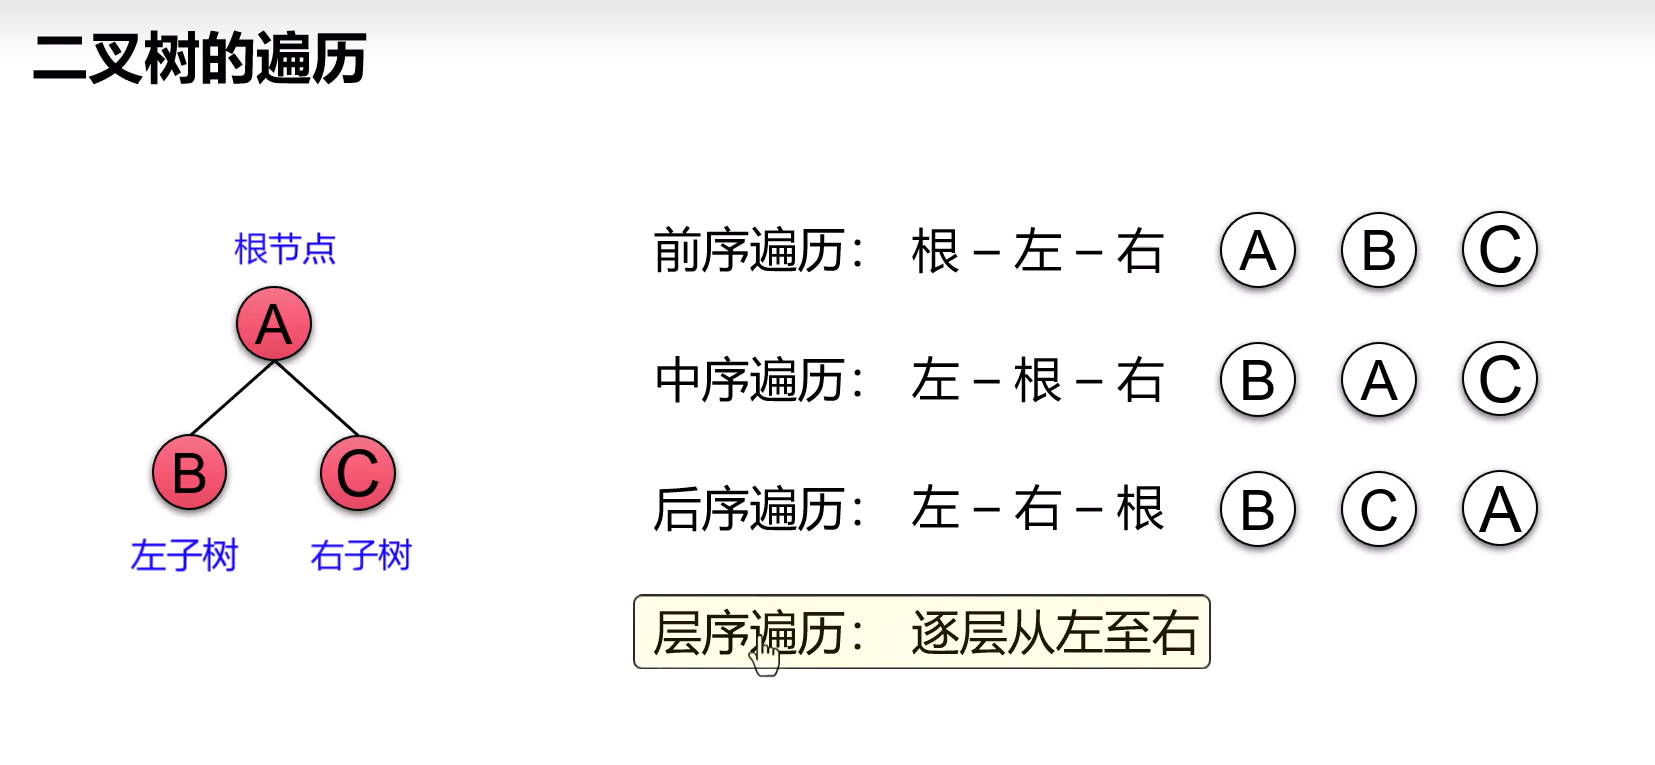 二叉树的遍历
根节点
A
B C
左子树 右子树
前序遍历： 根 – 左 – 右 A B C
中序遍历： 左 – 根 – 右 B A C
后序遍历： 左 – 右 – 根 B C A
层序遍历： 逐层从左至右